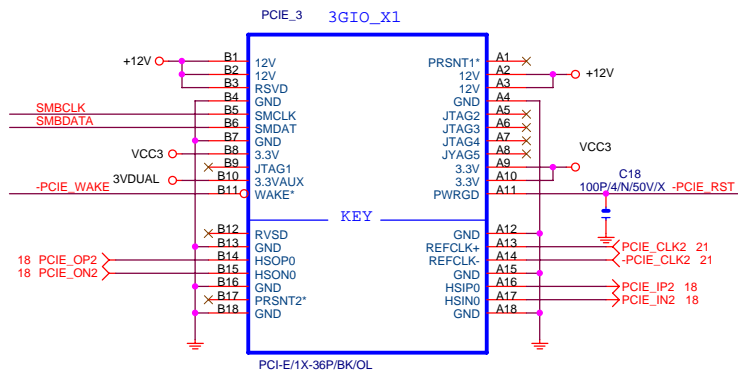 PCIE_3 3GIO_X1
+12V B1 12V PRSNT1* A1
B2 12V 12V A2 +12V
B3 RSVD 12V A3
B4 GND GND A4
SMBCLK B5 SMCLK JTAG2 A5
SMBDATA B6 SMDAT JTAG3 A6
B7 GND JTAG4 A7
VCC3 B8 3.3V JYAG5 A8
B9 JTAG1 3.3V A9 VCC3
3VDUAL B10 3.3VAUX 3.3V A10
-PCIE_WAKE B11 WAKE* PWRGD A11 -PCIE_RST
C18
100P/4/N/50V/X
KEY
B12 RVSD GND A12
B13 GND REFCLK+ A13 PCIE_CLK2 21
18 PCIE_OP2 B14 HSOP0 REFCLK- A14 -PCIE_CLK2 21
18 PCIE_ON2 B15 HSON0 GND A15
B16 GND HSIP0 A16 PCIE_IP2 18
B17 PRSNT2* HSIN0 A17 PCIE_IN2 18
B18 GND GND A18
PCI-E/1X-36P/BK/OL